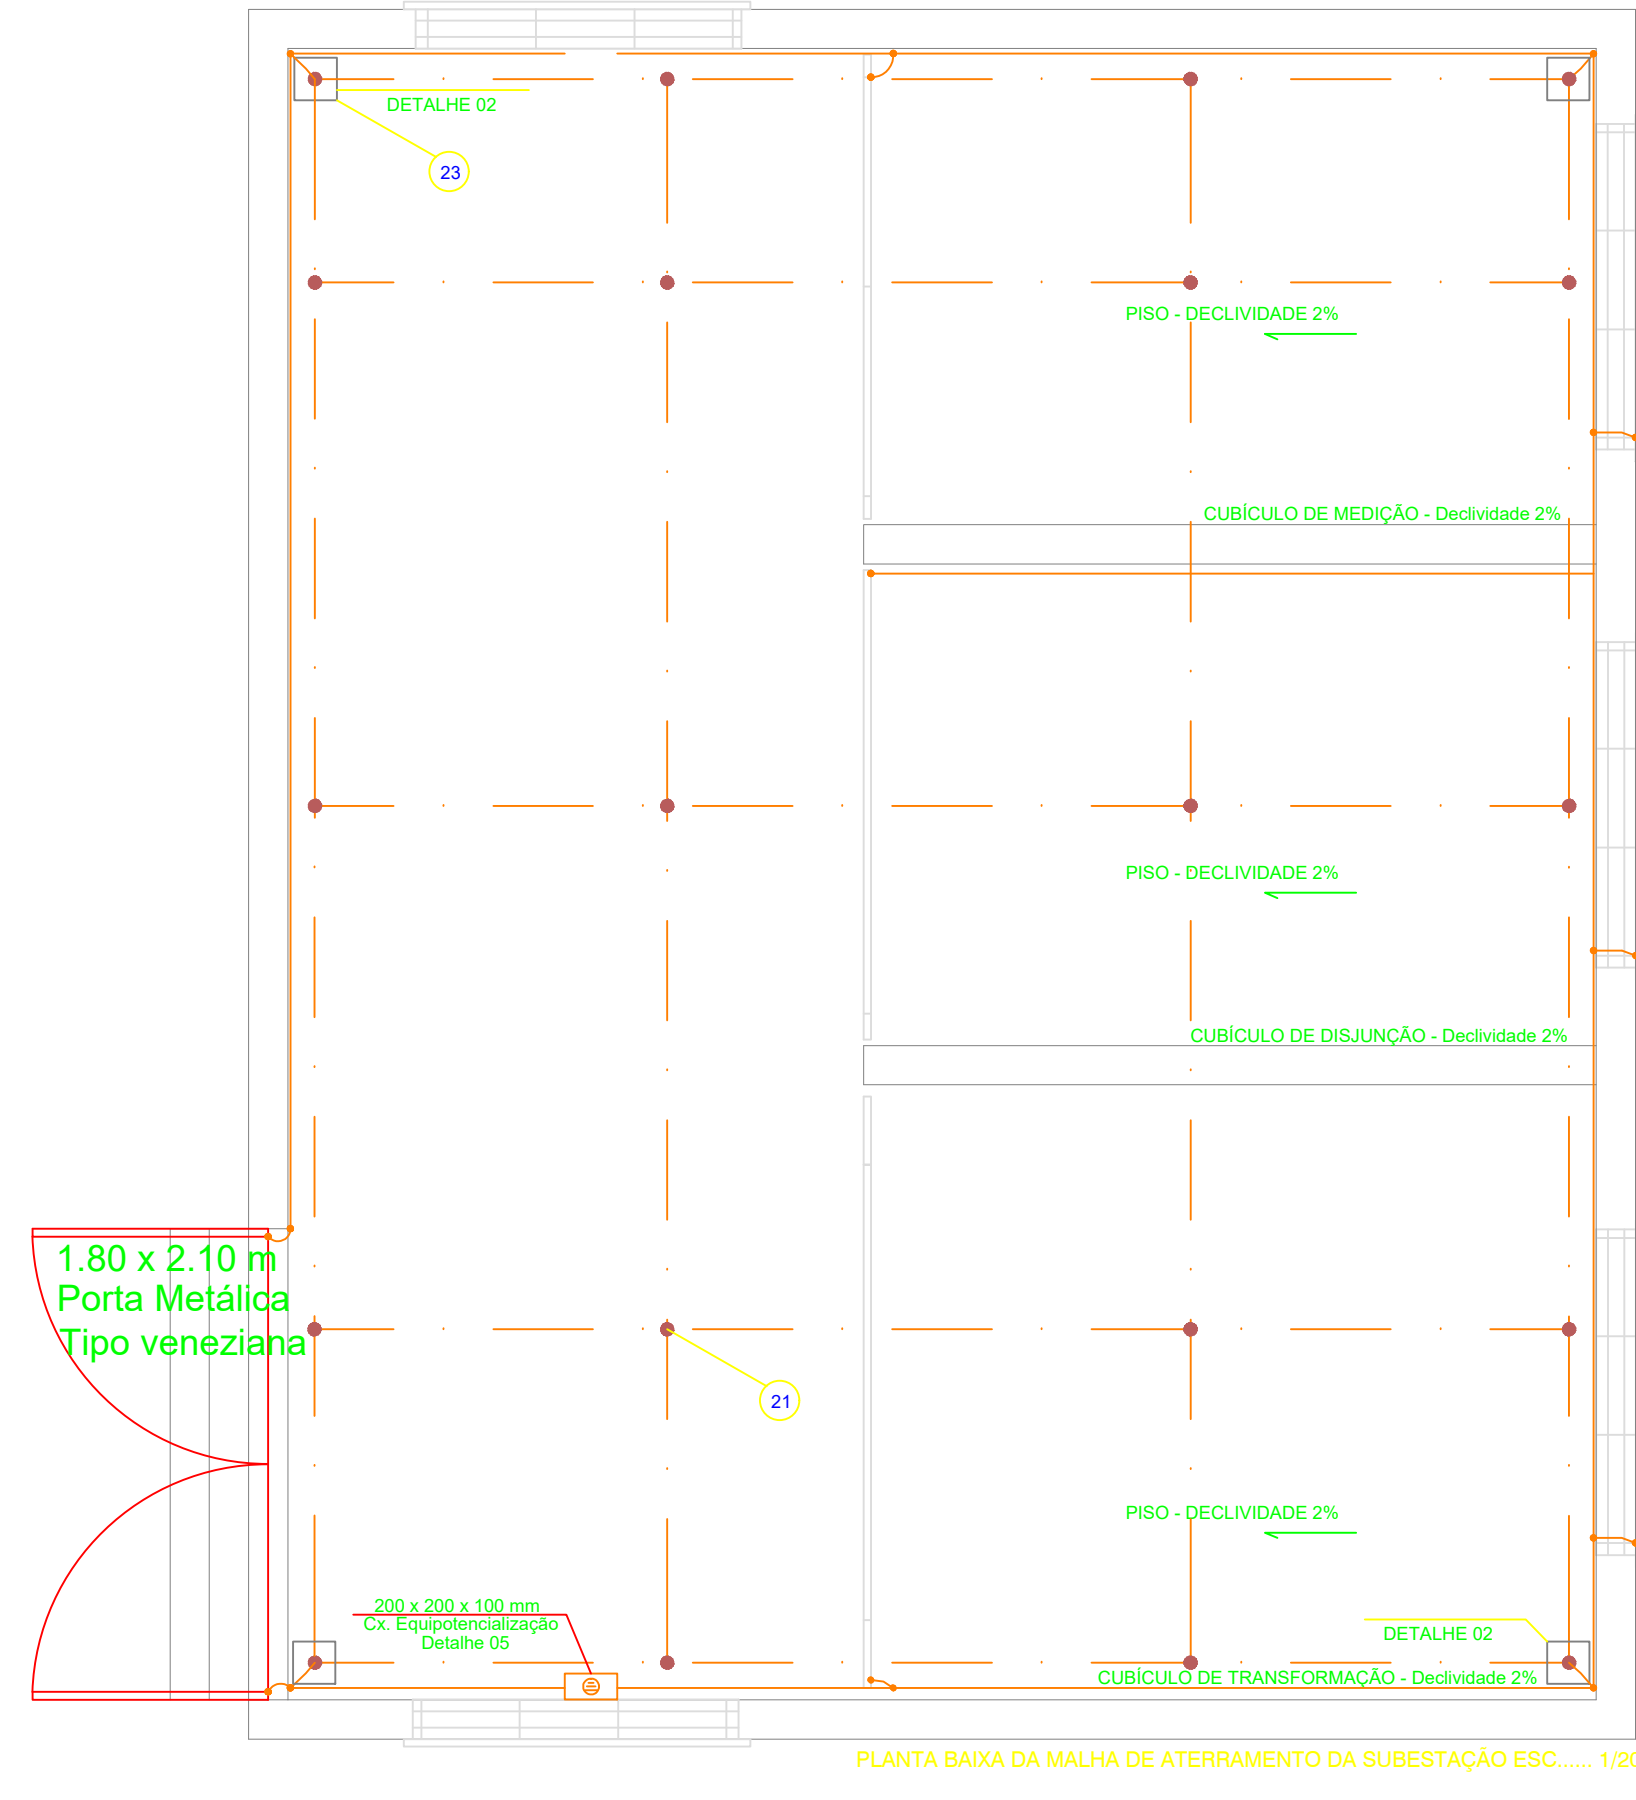 DETALHE 02
23
PISO - DECLIVIDADE 2%
CUBÍCULO DE MEDIÇÃO - Declividade 2%
PISO - DECLIVIDADE 2%
CUBÍCULO DE DISJUNÇÃO - Declividade 2%
1.80 x 2.10 m
Porta Metálica
Tipo veneziana
21
PISO - DECLIVIDADE 2%
200 x 200 x 100 mm
Cx. Equipotencialização
Detalhe 05
DETALHE 02
CUBÍCULO DE TRANSFORMAÇÃO - Declividade 2%
PLANTA BAIXA DA MALHA DE ATERRAMENTO DA SUBESTAÇÃO ESC...... 1/20